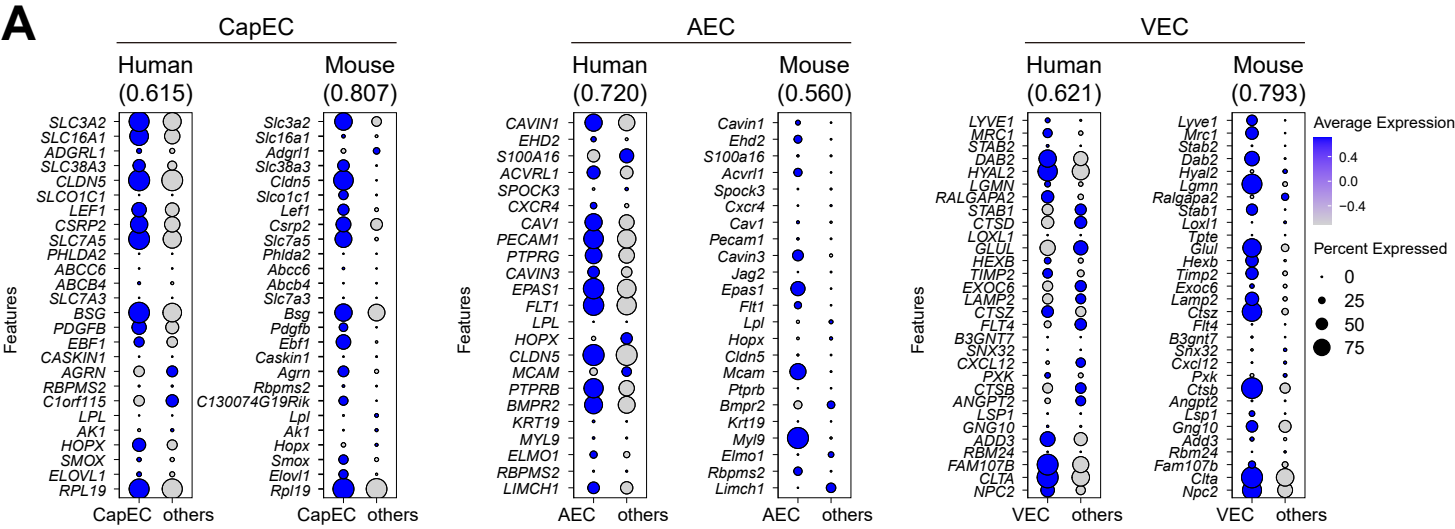 A
CapEC
AEC
VEC
Human
(0.615)
Mouse
(0.807)
Human
(0.720)
Mouse
(0.560)
Human
(0.621)
Mouse
(0.793)
Features
SLC3A2
SLC16A1
ADGRL1
SLC38A3
CLDN5
SLCO1C1
LEF1
CSRP2
SLC7A5
PHLDA2
ABCC6
ABCB4
SLC7A3
BSG
PDGFB
EBF1
CASKIN1
AGRN
RBPMS2
C1orf115
LPL
AK1
HOPX
SMOX
ELOVL1
RPL19
CapEC others
Slc3a2
Slc16a1
Adgrl1
Slc38a3
Cldn5
Slco1c1
Lef1
Csrp2
Slc7a5
Phlda2
Abcc6
Abcb4
Slc7a3
Bsg
Pdgfb
Ebf1
Caskin1
Agrn
Rbpms2
C130074G19Rik
Lpl
Ak1
Hopx
Smox
Elovl1
Rpl19
CapEC others
Features
CAVIN1
EHD2
S100A16
ACVRL1
SPOCK3
CXCR4
CAV1
PECAM1
PTPRG
CAVIN3
EPAS1
FLT1
LPL
HOPX
CLDN5
MCAM
PTPRB
BMPR2
KRT19
MYL9
ELMO1
RBPMS2
LIMCH1
AEC others
Cavin1
Ehd2
S100a16
Acvrl1
Spock3
Cxcr4
Cav1
Pecam1
Cavin3
Jag2
Epas1
Flt1
Lpl
Hopx
Cldn5
Mcam
Ptprb
Bmpr2
Krt19
Myl9
Elmo1
Rbpms2
Limch1
AEC others
Features
LYVE1
MRC1
STAB2
DAB2
HYAL2
LGMN
RALGAPA2
STAB1
CTSD
LOXL1
GLUL
HEXB
TIMP2
EXOC6
LAMP2
CTSZ
FLT4
B3GNT7
SNX32
CXCL12
PXK
CTSB
ANGPT2
LSP1
GNG10
ADD3
RBM24
FAM107B
CLTA
NPC2
VEC others
Lyve1
Mrc1
Stab2
Dab2
Hyal2
Lgmn
Ralgapa2
Stab1
Loxl1
Tpte
Glul
Hexb
Timp2
Exoc6
Lamp2
Ctsz
Flt4
B3gnt7
Snx32
Cxcl12
Pxk
Ctsb
Angpt2
Lsp1
Gng10
Add3
Rbm24
Fam107b
Clta
Npc2
VEC others
Average Expression
0.4
0.0
−0.4
Percent Expressed
0
25
50
75